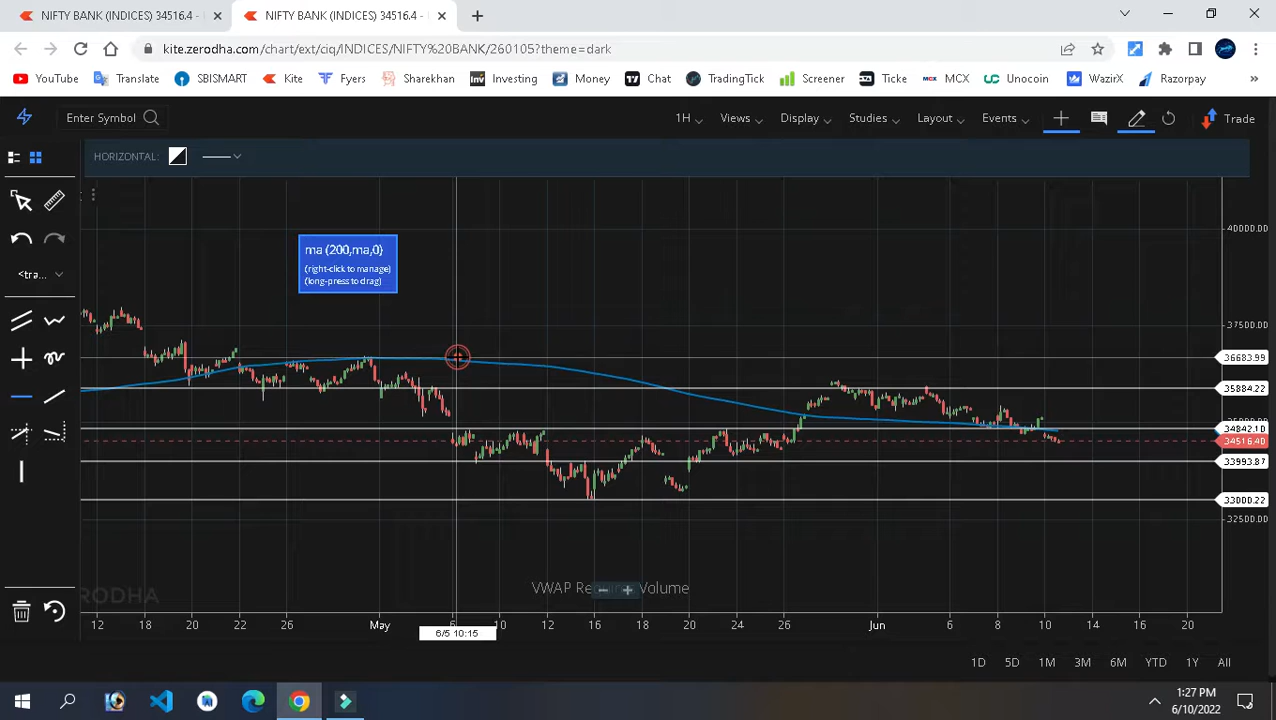 NIFTY BANK (INDICES) 34516.4 -
NIFTY BANK (INDICES) 34516.4 -
kite.zerodha.com/chart/ext/ciq/INDICES/NIFTY%20BANK/260105?theme=dark
YouTube Translate SBISMART Kite Fyers Sharekhan Investing Money Chat TradingTick Screener Ticke MCX Unocoin WazirX Razorpay »
Enter Symbol 1H Views Display Studies Layout Events Trade
HORIZONTAL:
ma (200,ma,0)
(right-click to manage)
(long-press to drag)
<tra...
40000.00
37500.00
36683.99
35884.22
34842.10
34516.40
33993.87
33000.22
32500.00
VWAP Re Volume
12 18 20 22 26 May 6 10 12 16 18 20 24 26 Jun 6 8 10 14 16 20
6/5 10:15
1D 5D 1M 3M 6M YTD 1Y All
1:27 PM
6/10/2022